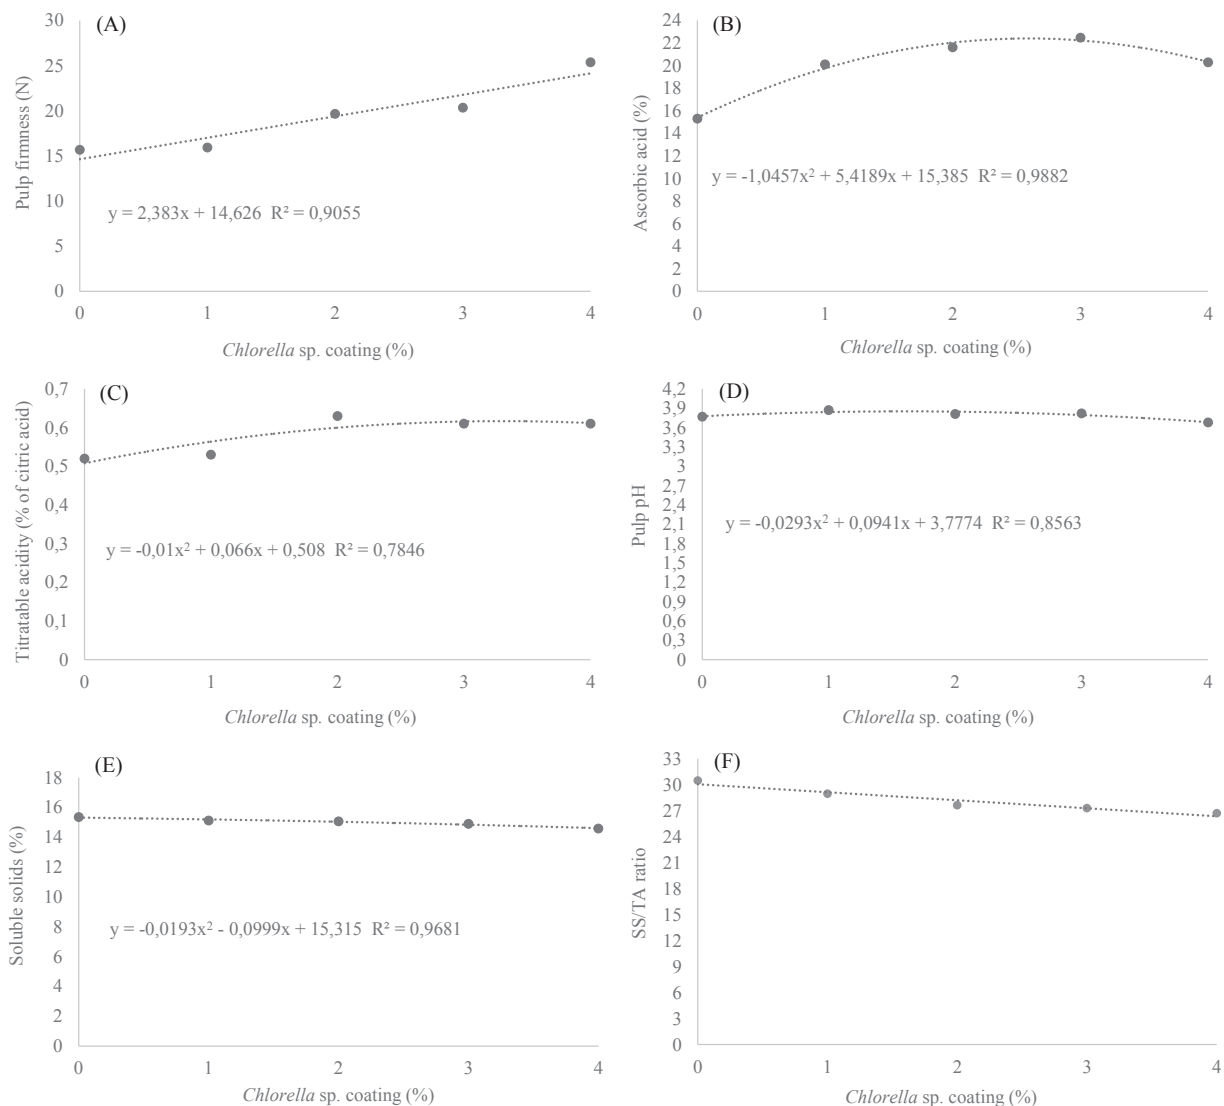 (A)
30
25
20
15
10
5
0
Pulp firmness (N)
y = 2,383x + 14,626 R² = 0,9055
0 1 2 3 4
Chlorella sp. coating (%)
(B)
24
22
20
18
16
14
12
10
8
6
4
2
0
Ascorbic acid (%)
y = -1,0457x² + 5,4189x + 15,385 R² = 0,9882
0 1 2 3 4
Chlorella sp. coating (%)
(C)
0,7
0,6
0,5
0,4
0,3
0,2
0,1
0
Titratable acidity (% of citric acid)
y = -0,01x² + 0,066x + 0,508 R² = 0,7846
0 1 2 3 4
Chlorella sp. coating (%)
(D)
4,2
3,9
3,6
3,3
3
2,7
2,4
2,1
1,8
1,5
1,2
0,9
0,6
0,3
0
Pulp pH
y = -0,0293x² + 0,0941x + 3,7774 R² = 0,8563
0 1 2 3 4
Chlorella sp. coating (%)
(E)
18
16
14
12
10
8
6
4
2
0
Soluble solids (%)
y = -0,0193x² - 0,0999x + 15,315 R² = 0,9681
0 1 2 3 4
Chlorella sp. coating (%)
(F)
33
30
27
24
21
18
15
12
9
6
3
0
SS/TA ratio
0 1 2 3 4
Chlorella sp. coating (%)